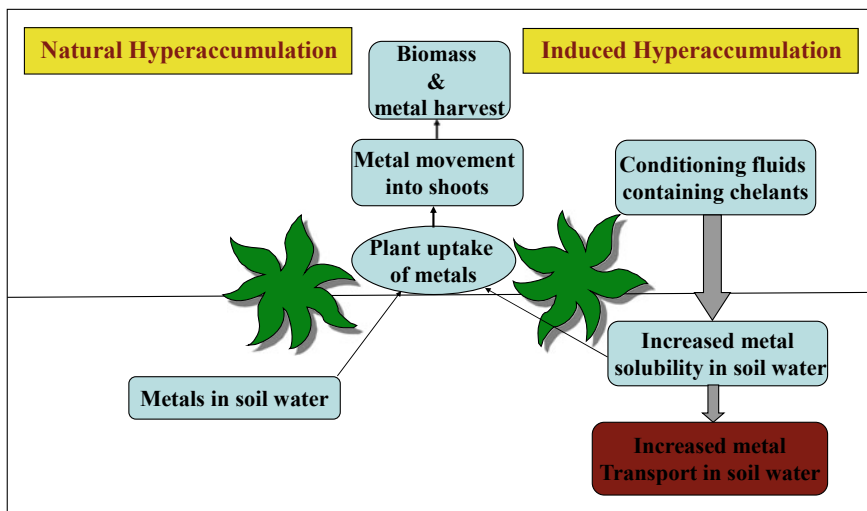 Natural Hyperaccumulation
Induced Hyperaccumulation
Biomass
&
metal harvest
Metal movement
into shoots
Conditioning fluids
containing chelants
Plant uptake
of metals
Increased metal
solubility in soil water
Metals in soil water
Increased metal
Transport in soil water